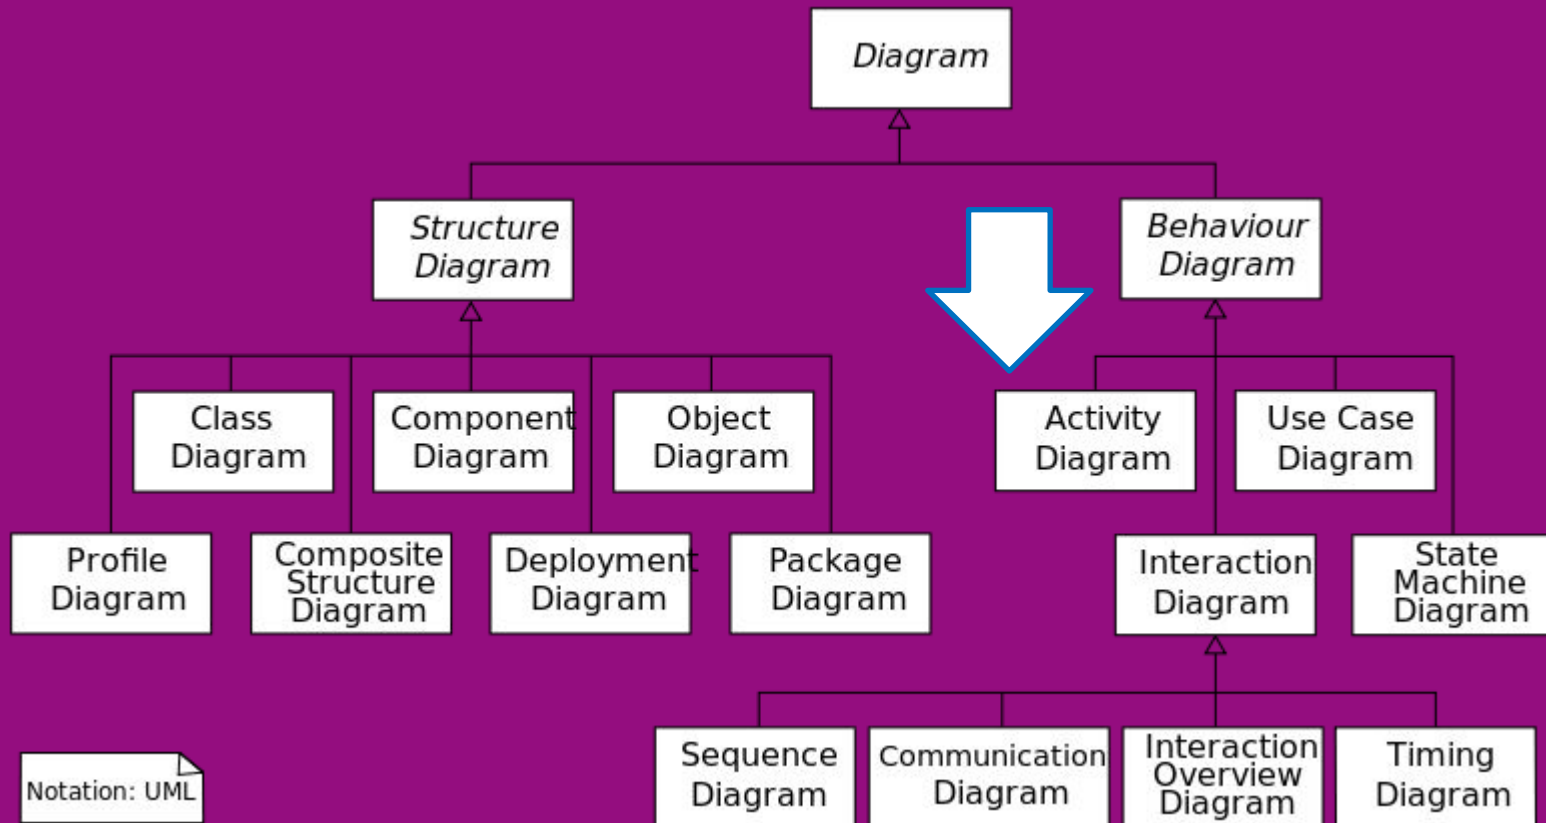 Diagram
Structure
Diagram
Behaviour
Diagram
Class
Diagram
Component
Diagram
Object
Diagram
Activity
Diagram
Use Case
Diagram
Profile
Diagram
Composite
Structure
Diagram
Deployment
Diagram
Package
Diagram
Interaction
Diagram
State
Machine
Diagram
Sequence
Diagram
Communication
Diagram
Interaction
Overview
Diagram
Timing
Diagram
Notation: UML